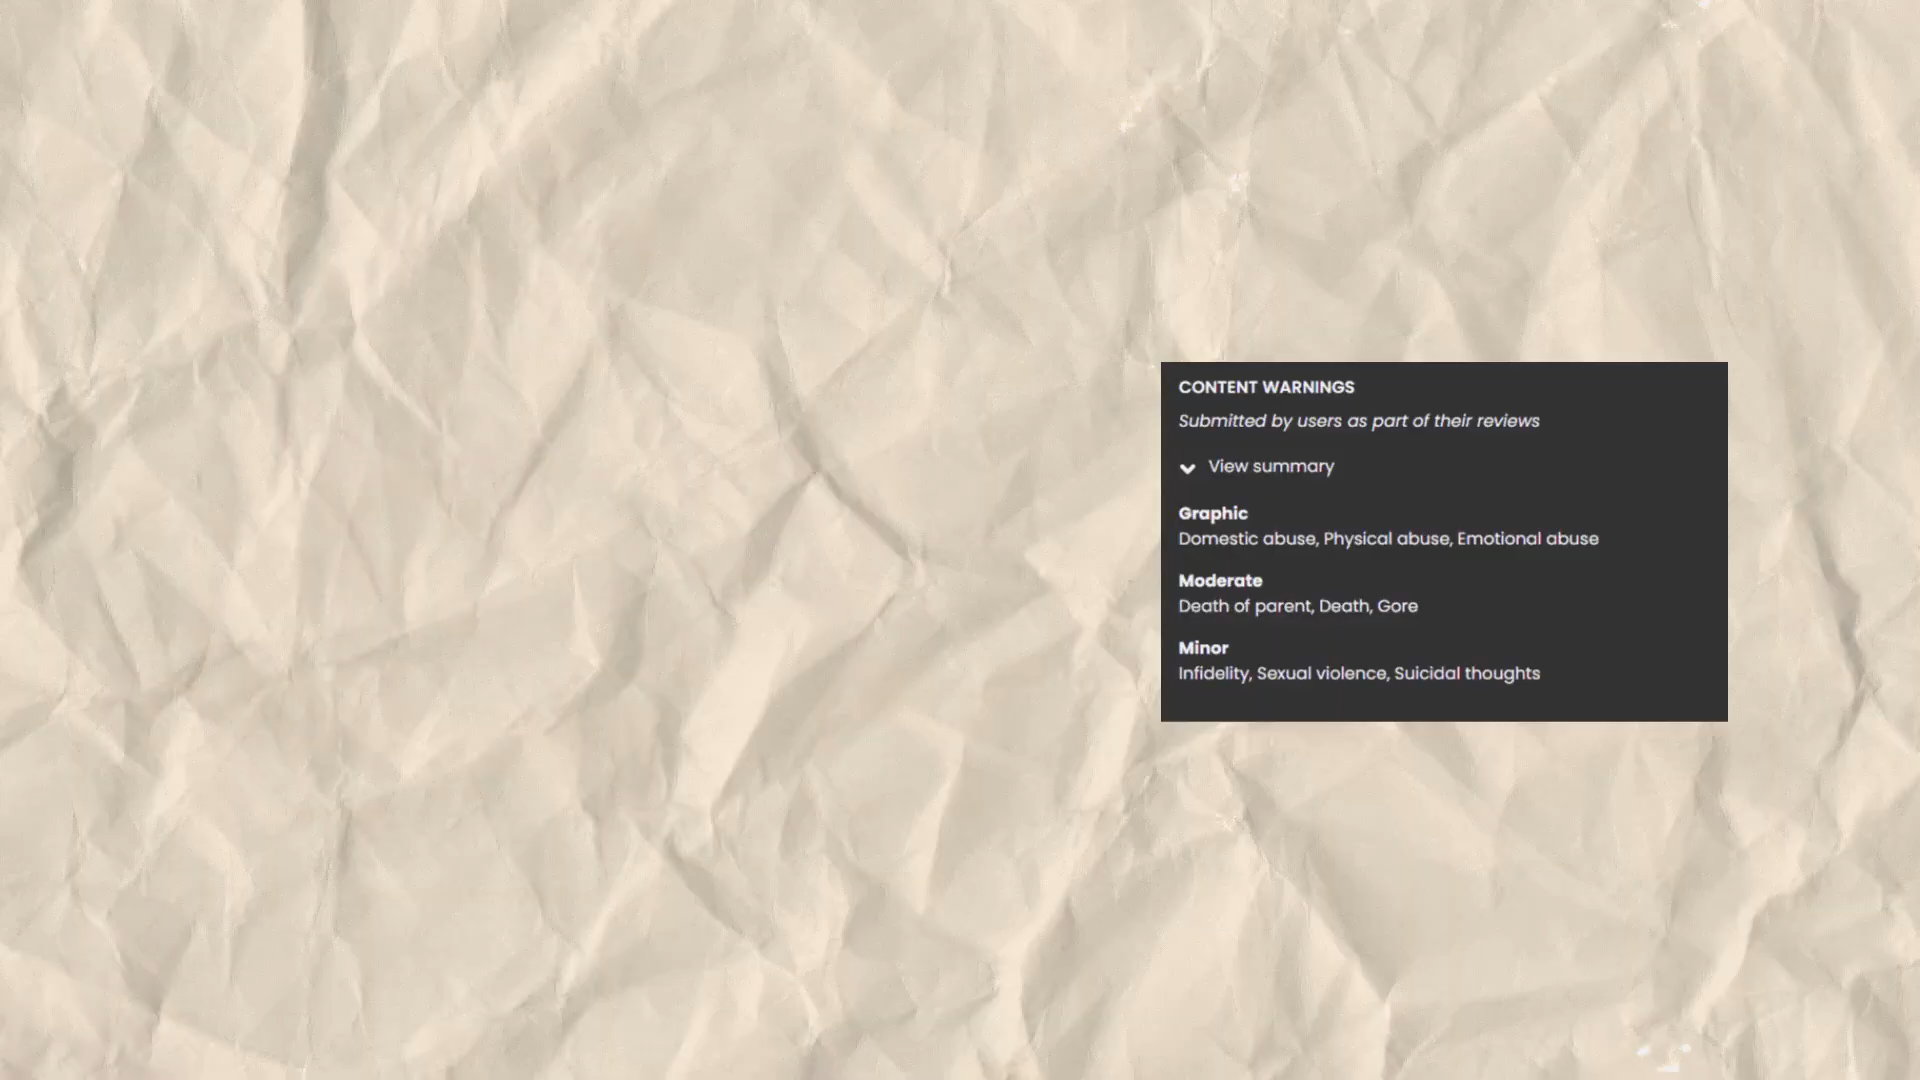 CONTENT WARNINGS
Submitted by users as part of their reviews
View summary
Graphic
Domestic abuse, Physical abuse, Emotional abuse
Moderate
Death of parent, Death, Gore
Minor
Infidelity, Sexual violence, Suicidal thoughts